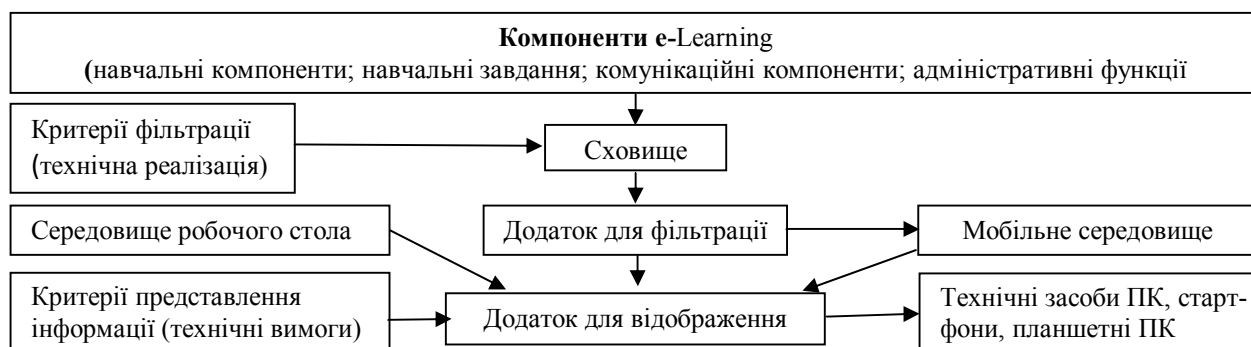 Компоненти e-Learning
(навчальні компоненти; навчальні завдання; комунікаційні компоненти; адміністративні функції
Критерії фільтрації
(технічна реалізація)
Сховище
Середовище робочого стола
Додаток для фільтрації
Мобільне середовище
Критерії представлення
інформації (технічні вимоги)
Додаток для відображення
Технічні засоби ПК, старт-
фони, планшетні ПК